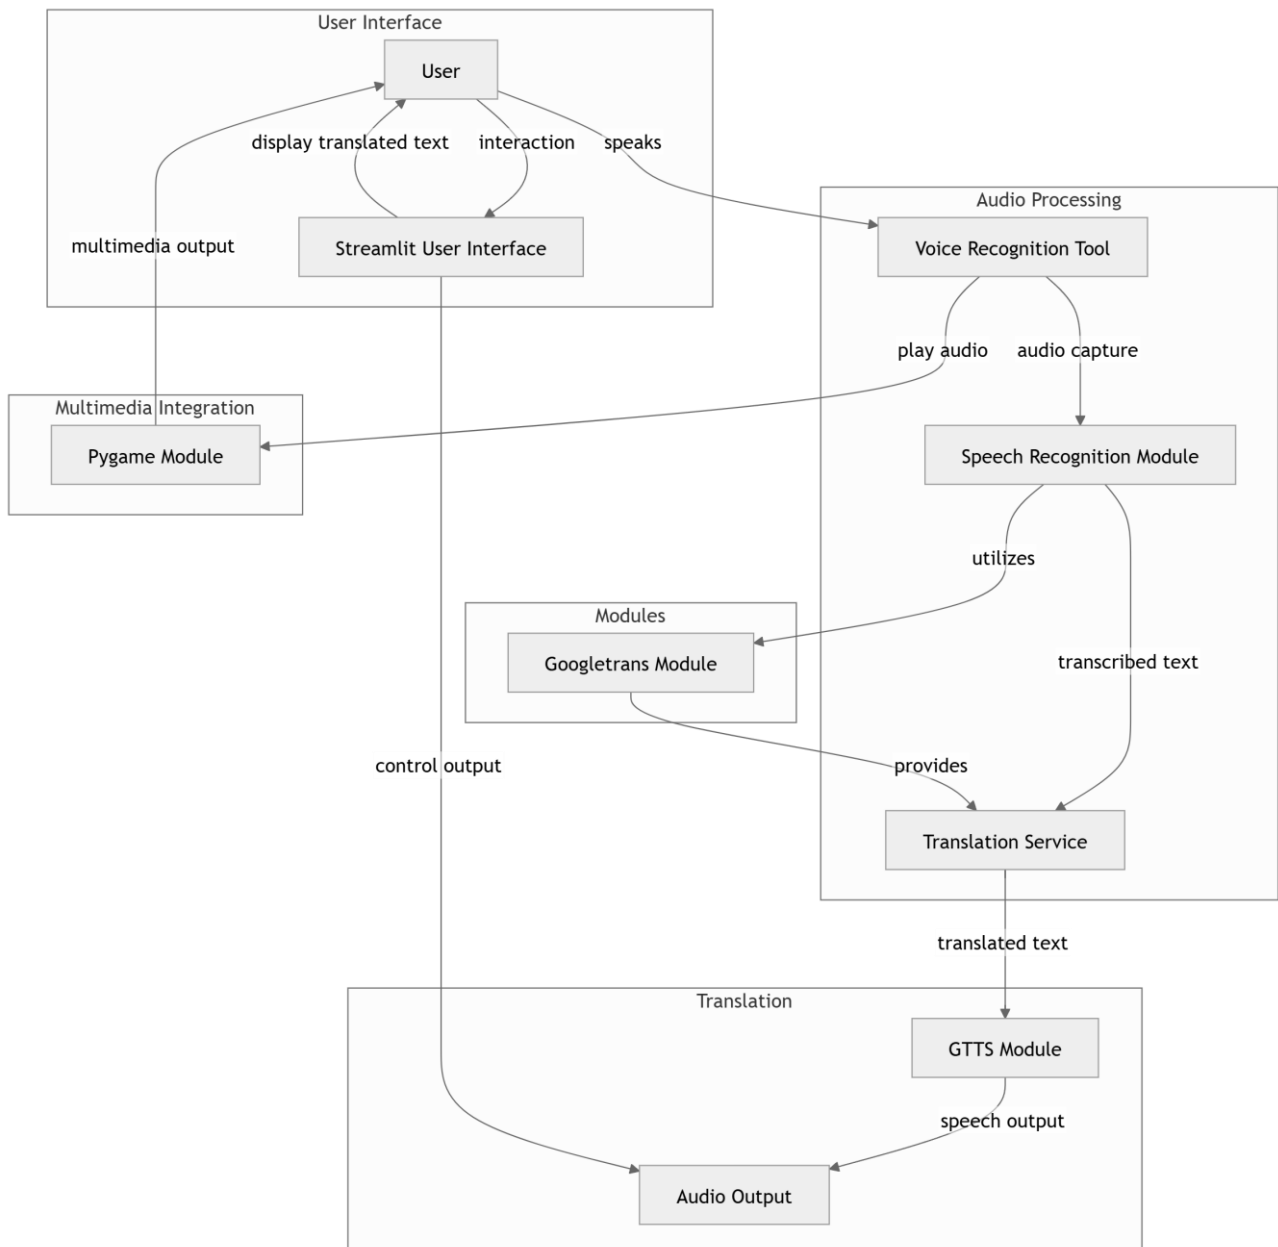 User Interface
User
display translated text
interaction
speaks
Audio Processing
Streamlit User Interface
Voice Recognition Tool
multimedia output
play audio
audio capture
Multimedia Integration
Pygame Module
Speech Recognition Module
utilizes
Modules
Googletrans Module
transcribed text
control output
provides
Translation Service
translated text
Translation
GTTS Module
speech output
Audio Output